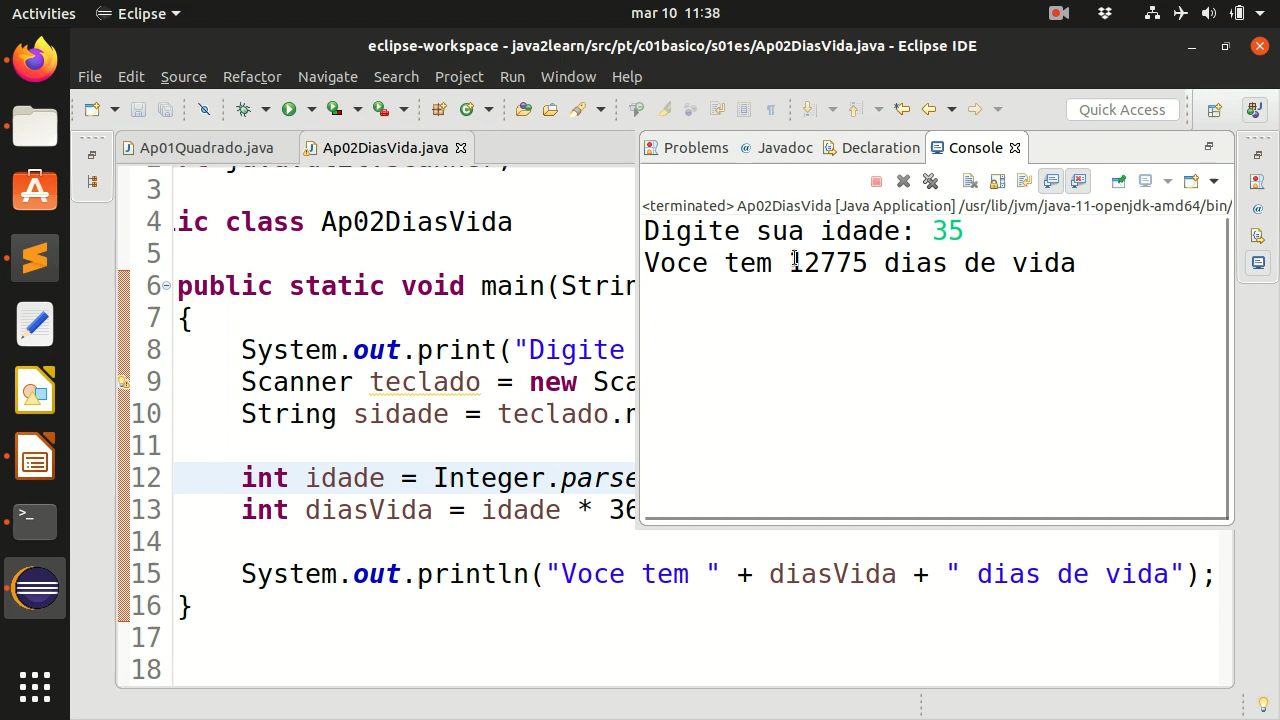 Activities Eclipse mar 10 11:38
eclipse-workspace - java2learn/src/pt/c01basico/s01es/Ap02DiasVida.java - Eclipse IDE
File Edit Source Refactor Navigate Search Run Project Run Window Help
Quick Access
Ap01Quadrado.java Ap02DiasVida.java
3
4 ic class Ap02DiasVida
5
6 public static void main(Strin
7 {
8 System.out.print("Digite
9 Scanner teclado = new Sca
10 String sidade = teclado.n
11
12 int idade = Integer.parse
13 int diasVida = idade * 36
14
15 System.out.println("Voce tem " + diasVida + " dias de vida");
16 }
17
18
Problems Javadoc Declaration Console
<terminated> Ap02DiasVida [Java Application] /usr/lib/jvm/java-11-openjdk-amd64/bin/
Digite sua idade: 35
Voce tem 12775 dias de vida